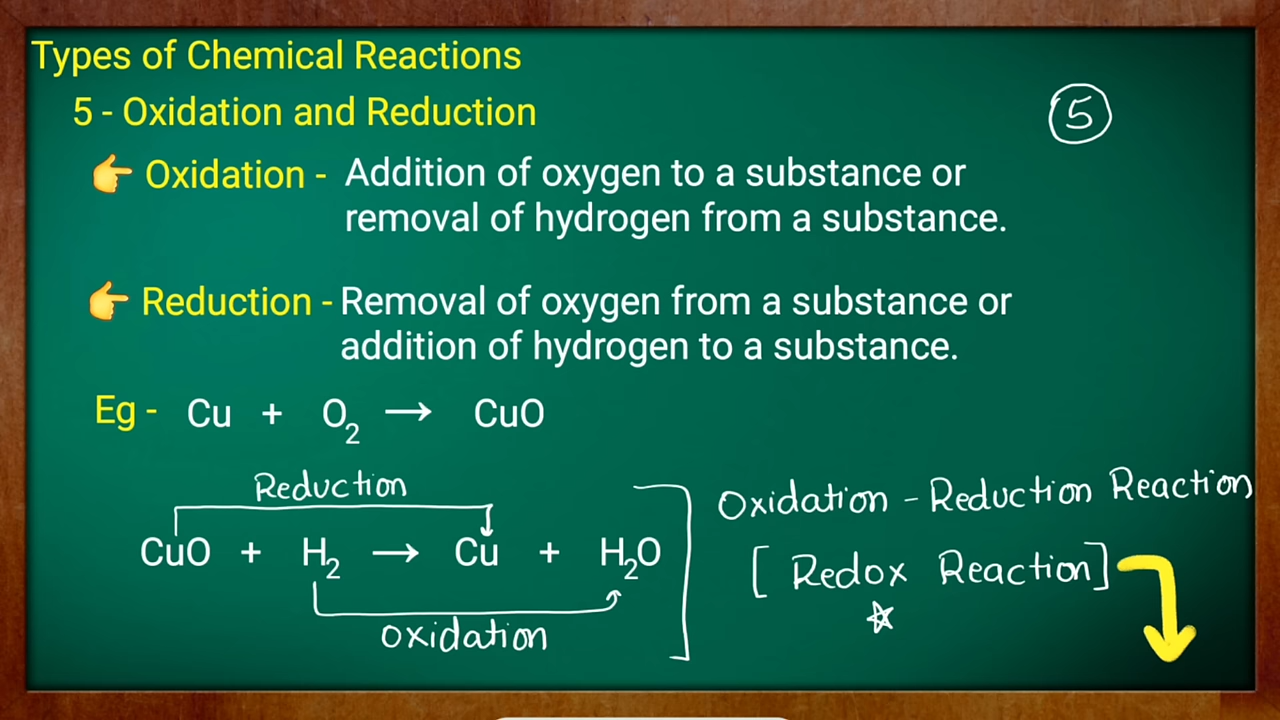 Types of Chemical Reactions
5 - Oxidation and Reduction
5
👉 Oxidation - Addition of oxygen to a substance or
removal of hydrogen from a substance.
👉 Reduction - Removal of oxygen from a substance or
addition of hydrogen to a substance.
Eg - Cu + O₂ → CuO
Reduction
CuO + H₂ → Cu + H₂O
Oxidation
Oxidation - Reduction Reaction
[ Redox Reaction ]